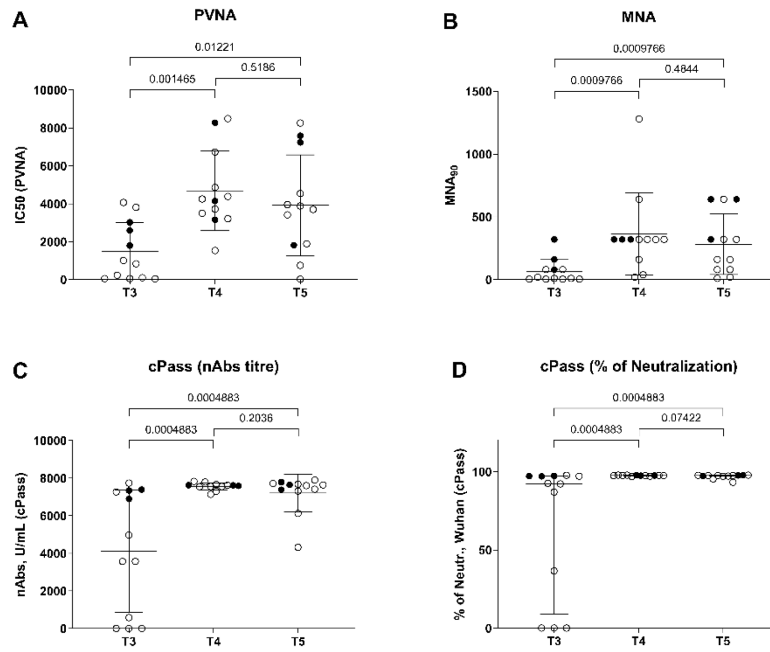 A
PVNA
0.01221
0.001465
0.5186
IC50 (PVNA)
10000
8000
6000
4000
2000
0
T3
T4
T5
B
MNA
0.0009766
0.0009766
0.4844
MNA90
1500
1000
500
0
T3
T4
T5
C
cPass (nAbs titre)
0.0004883
0.0004883
0.2036
nAbs, U/mL (cPass)
10000
8000
6000
4000
2000
0
T3
T4
T5
D
cPass (% of Neutralization)
0.0004883
0.0004883
0.07422
% of Neutr., Wuhan (cPass)
100
50
0
T3
T4
T5